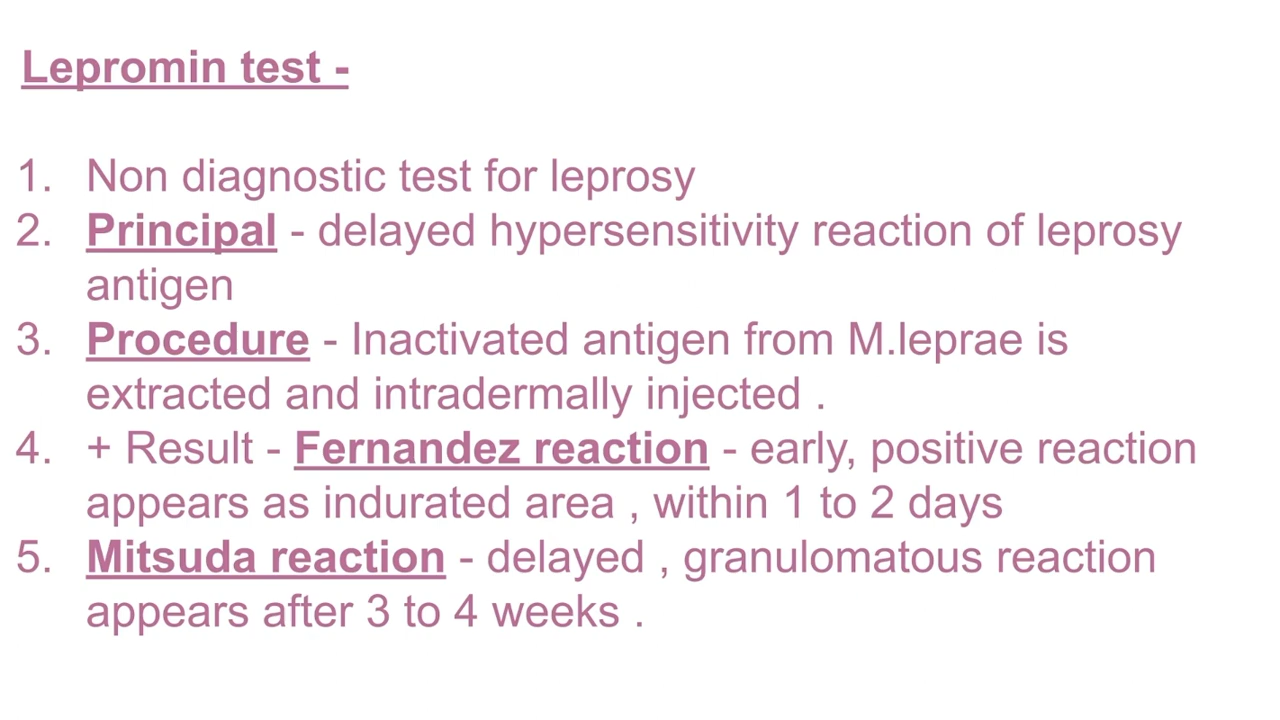 Lepromin test -
1. Non diagnostic test for leprosy
2. Principal - delayed hypersensitivity reaction of leprosy
antigen
3. Procedure - Inactivated antigen from M.leprae is
extracted and intradermally injected .
4. + Result - Fernandez reaction - early, positive reaction
appears as indurated area , within 1 to 2 days
5. Mitsuda reaction - delayed , granulomatous reaction
appears after 3 to 4 weeks .